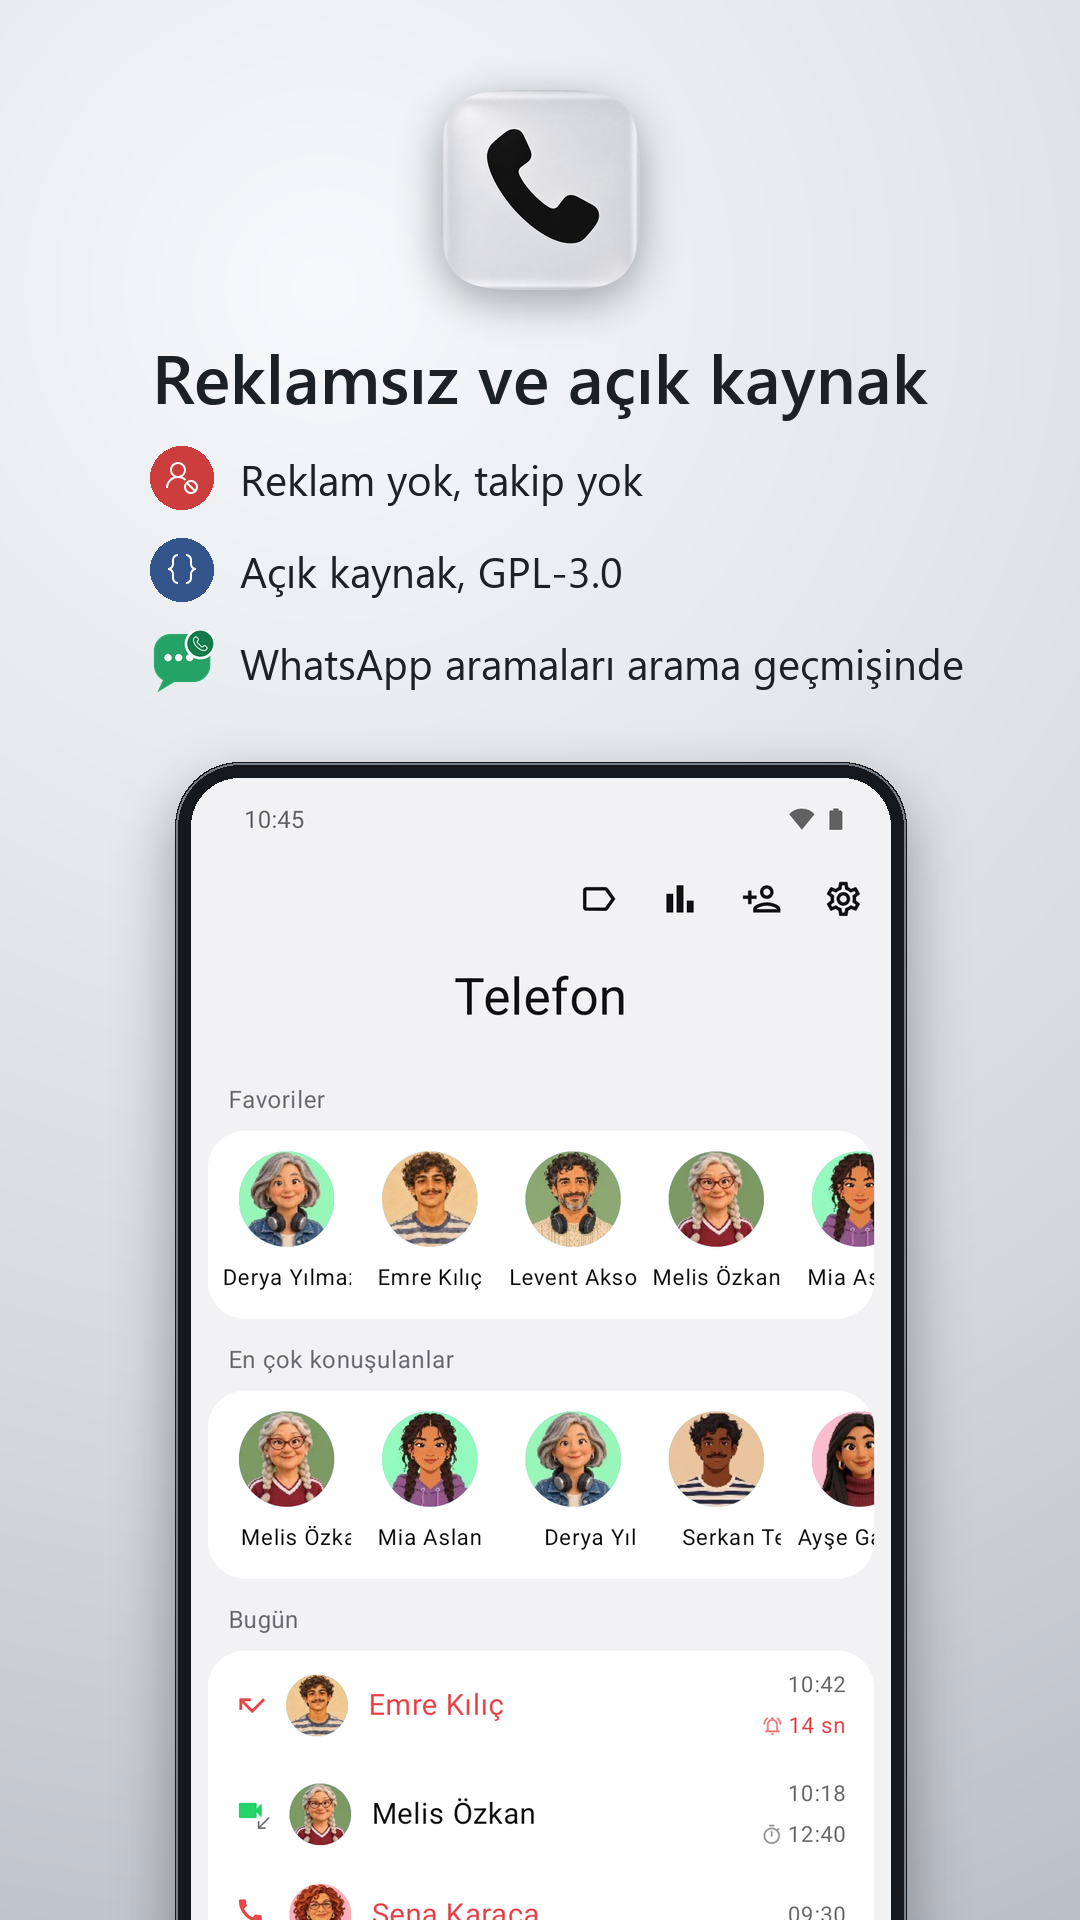 Reklamsız ve açık kaynak
Reklam yok, takip yok
Açık kaynak, GPL-3.0
WhatsApp aramaları arama geçmişinde
10:45
Telefon
Favoriler
Derya Yılmaz Emre Kılıç Levent Akso Melis Özkan Mia As
En çok konuşulanlar
Melis Özka Mia Aslan Derya Yıl Serkan Te Ayşe Ga
Bugün
10:42
Emre Kılıç
14 sn
10:18
Melis Özkan
12:40
Sena Karaca 09:30